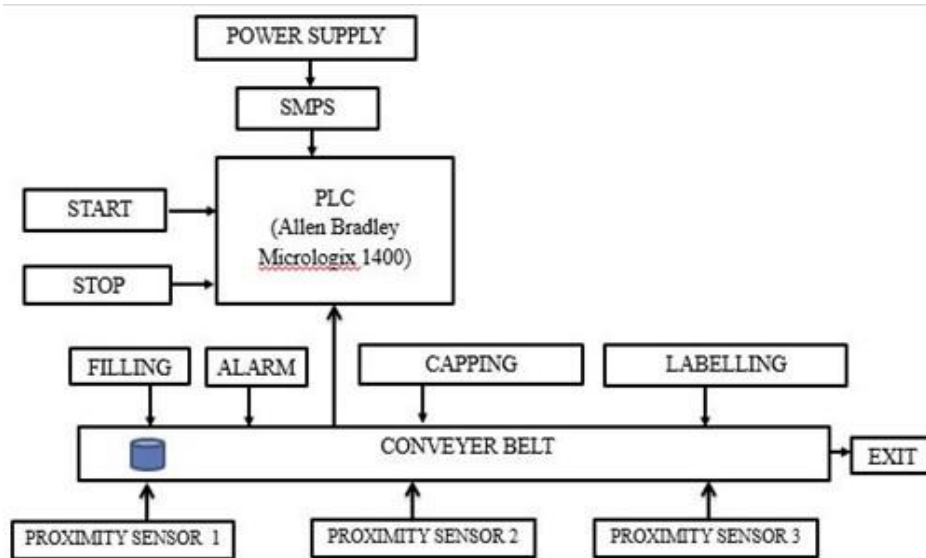 POWER SUPPLY
SMPS
PLC
(Allen Bradley
Micrologix 1400)
START
STOP
FILLING
ALARM
CAPPING
LABELLING
CONVEYER BELT
EXIT
PROXIMITY SENSOR 1
PROXIMITY SENSOR 2
PROXIMITY SENSOR 3